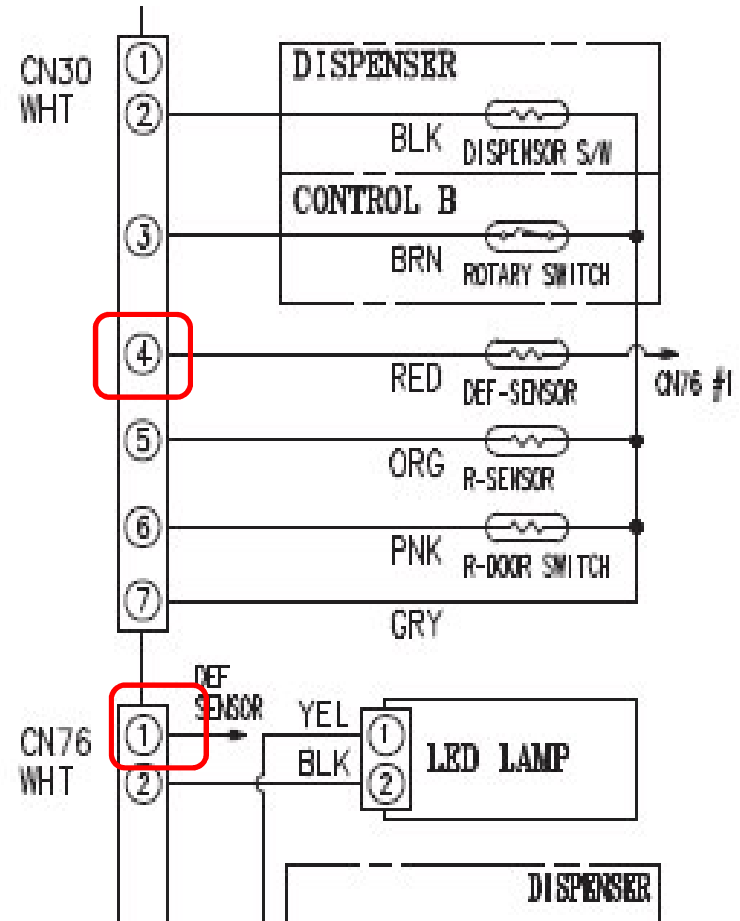 CN30
WHT
1
DISPENSER
2
BLK
DISPENSOR S/W
CONTROL B
3
BRN
ROTARY SWITCH
4
RED
DEF-SENSOR
CN76 #1
5
ORG
R-SENSOR
6
PNK
R-DOOR SWITCH
7
GRY
CN76
WHT
1
DEF
SENSOR
YEL
1
LED LAMP
2
BLK
2
DISPENSER